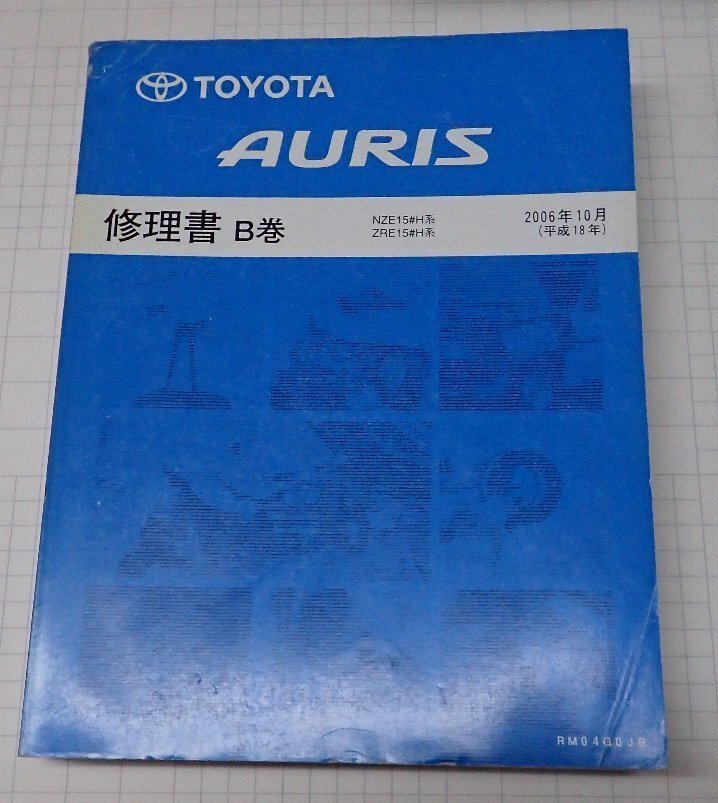 TOYOTA
AURIS
修理書 B巻
NZE15#H系
ZRE15#H系
2006年10月
(平成18年)
RM04G0JB